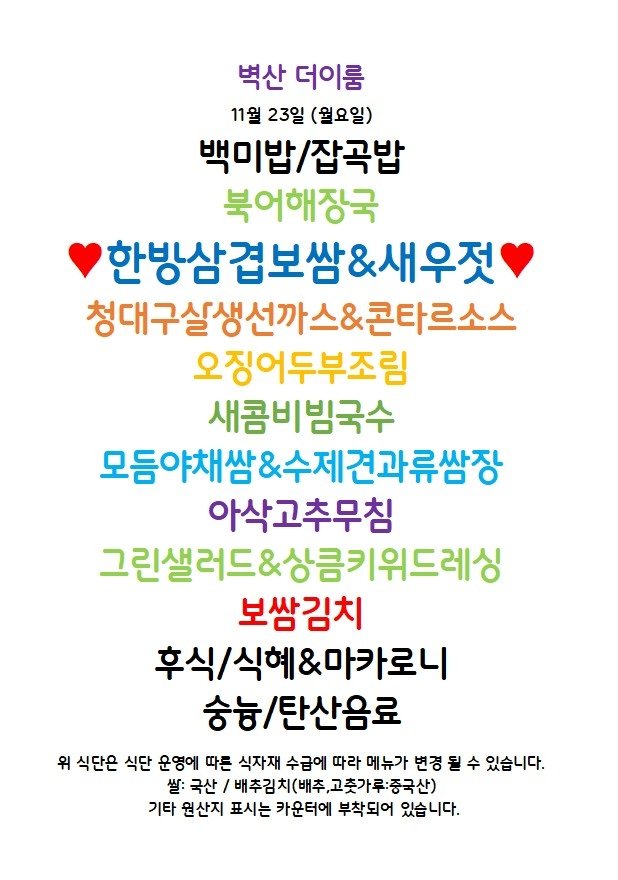 벽산 더이룸
11월 23일 (월요일)
백미밥/잡곡밥
북어해장국
♥한방삼겹보쌈&새우젓♥
청대구살생선까스&콘타르소스
오징어두부조림
새콤비빔국수
모듬야채쌈&수제견과류쌈장
아삭고추무침
그린샐러드&상큼키위드레싱
보쌈김치
후식/식혜&마카로니
숭늉/탄산음료
위 식단은 식단 운영에 따른 식자재 수급에 따라 메뉴가 변경 될 수 있습니다.
쌀: 국산 / 배추김치(배추,고춧가루:중국산)
기타 원산지 표시는 카운터에 부착되어 있습니다.